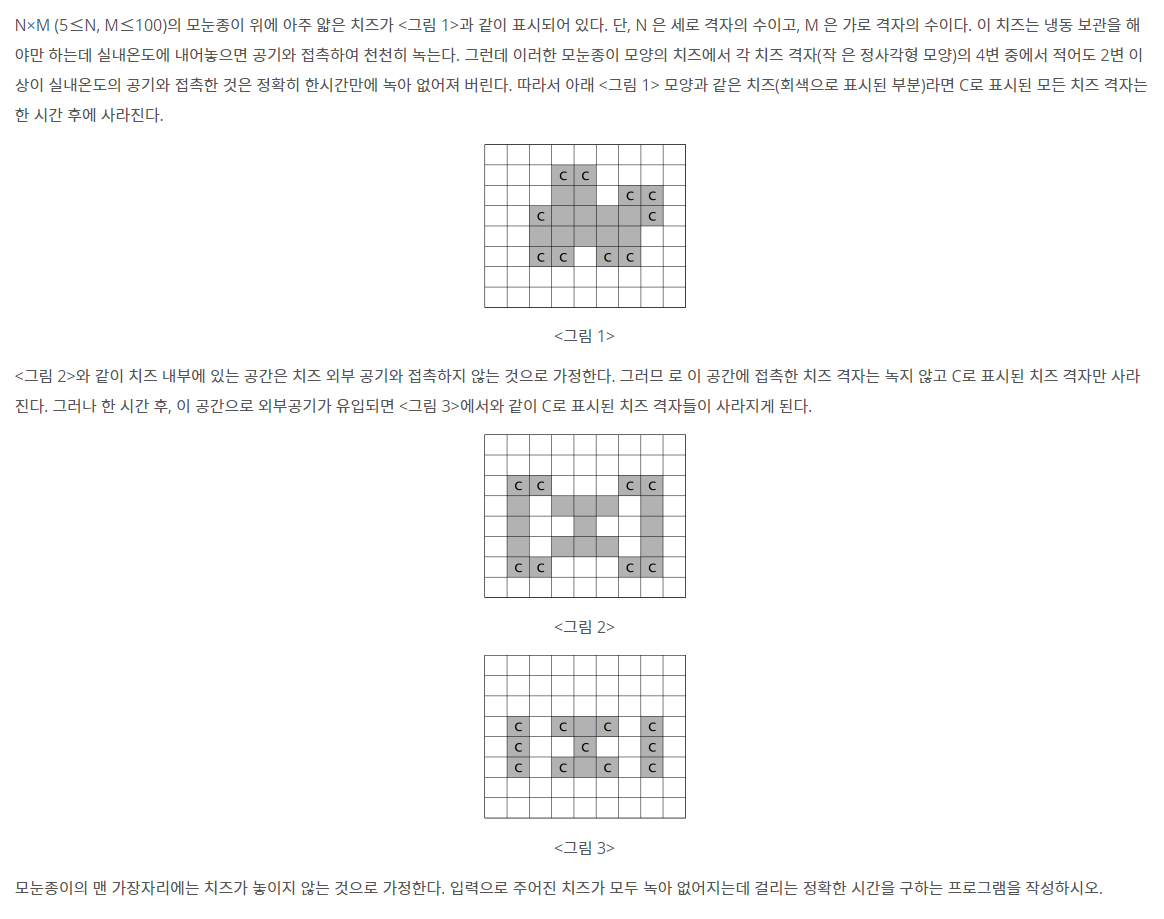 N×M (5≤N, M≤100)의 모눈종이 위에 아주 얇은 치즈가 <그림 1>과 같이 표시되어 있다. 단, N 은 세로 격자의 수이고, M 은 가로 격자의 수이다. 이 치즈는 냉동 보관을 해
야만 하는데 실내온도에 내어놓으면 공기와 접촉하여 천천히 녹는다. 그런데 이러한 모눈종이 모양의 치즈에서 각 치즈 격자(작 은 정사각형 모양)의 4변 중에서 적어도 2변 이
상이 실내온도의 공기와 접촉한 것은 정확히 한시간만에 녹아 없어져 버린다. 따라서 아래 <그림 1> 모양과 같은 치즈(회색으로 표시된 부분)라면 C로 표시된 모든 치즈 격자는
한 시간 후에 사라진다.
C C
C C
C C
C C C C
<그림 1>
<그림 2>와 같이 치즈 내부에 있는 공간은 치즈 외부 공기와 접촉하지 않는 것으로 가정한다. 그러므 로 이 공간에 접촉한 치즈 격자는 녹지 않고 C로 표시된 치즈 격자만 사라
진다. 그러나 한 시간 후, 이 공간으로 외부공기가 유입되면 <그림 3>에서와 같이 C로 표시된 치즈 격자들이 사라지게 된다.
C C C C
C C C C
<그림 2>
C C C C
C C C
C C C C
<그림 3>
모눈종이의 맨 가장자리에는 치즈가 놓이지 않는 것으로 가정한다. 입력으로 주어진 치즈가 모두 녹아 없어지는데 걸리는 정확한 시간을 구하는 프로그램을 작성하시오.